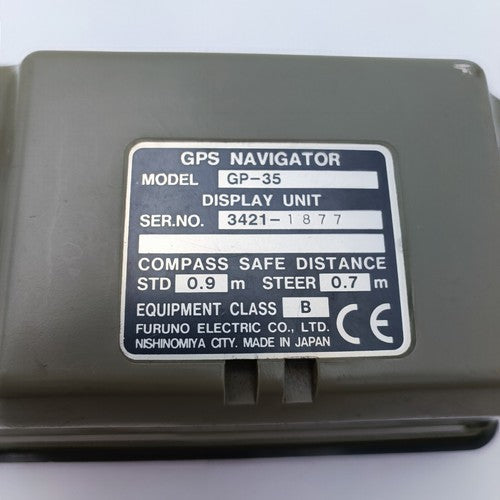 GPS NAVIGATOR
MODEL GP-35
DISPLAY UNIT
SER.NO. 3421-1877
COMPASS SAFE DISTANCE
STD 0.9 m STEER 0.7 m
EQUIPMENT CLASS B
FURUNO ELECTRIC CO., LTD.
NISHINOMIYA CITY. MADE IN JAPAN
CE